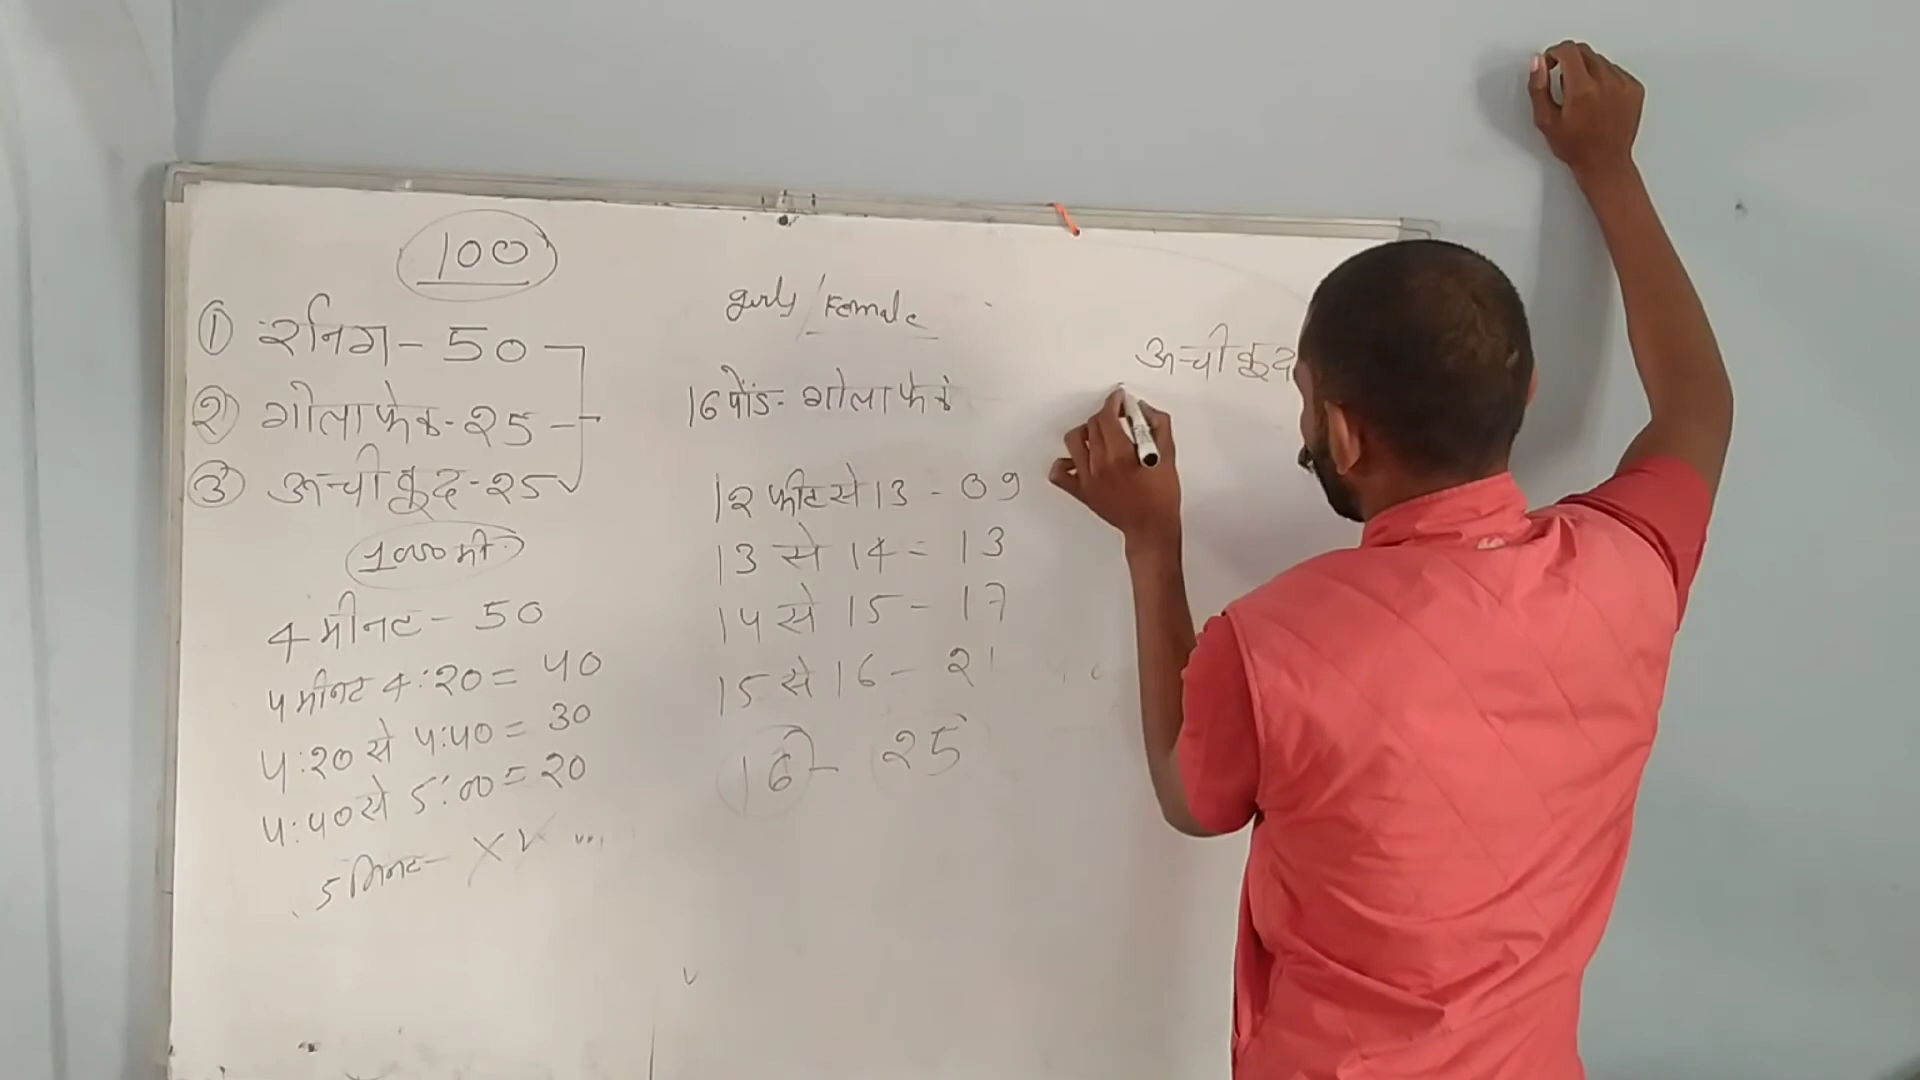 100
① रनिग - 50
② गोला फेक - 25
③ ऊची कूद - 25
1000 मी.
4 मीनट - 50
4 मीनट 4:20 = 40
4:20 से 4:40 = 30
4:40 से 5:00 = 20
5 मिनट - X
girls / Female
16 पोंड - गोला फेके
12 फीट से 13 - 09
13 से 14 = 13
14 से 15 - 17
15 से 16 - 21
16 - 25
ऊची कूद